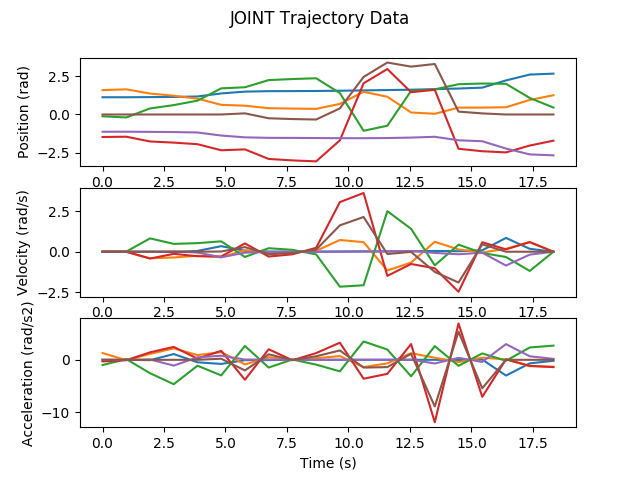 JOINT Trajectory Data
Position (rad)
2.5
0.0
−2.5
0.0 2.5 5.0 7.5 10.0 12.5 15.0 17.5
Velocity (rad/s)
2.5
0.0
−2.5
0.0 2.5 5.0 7.5 10.0 12.5 15.0 17.5
Acceleration (rad/s2)
0
−10
0.0 2.5 5.0 7.5 10.0 12.5 15.0 17.5
Time (s)